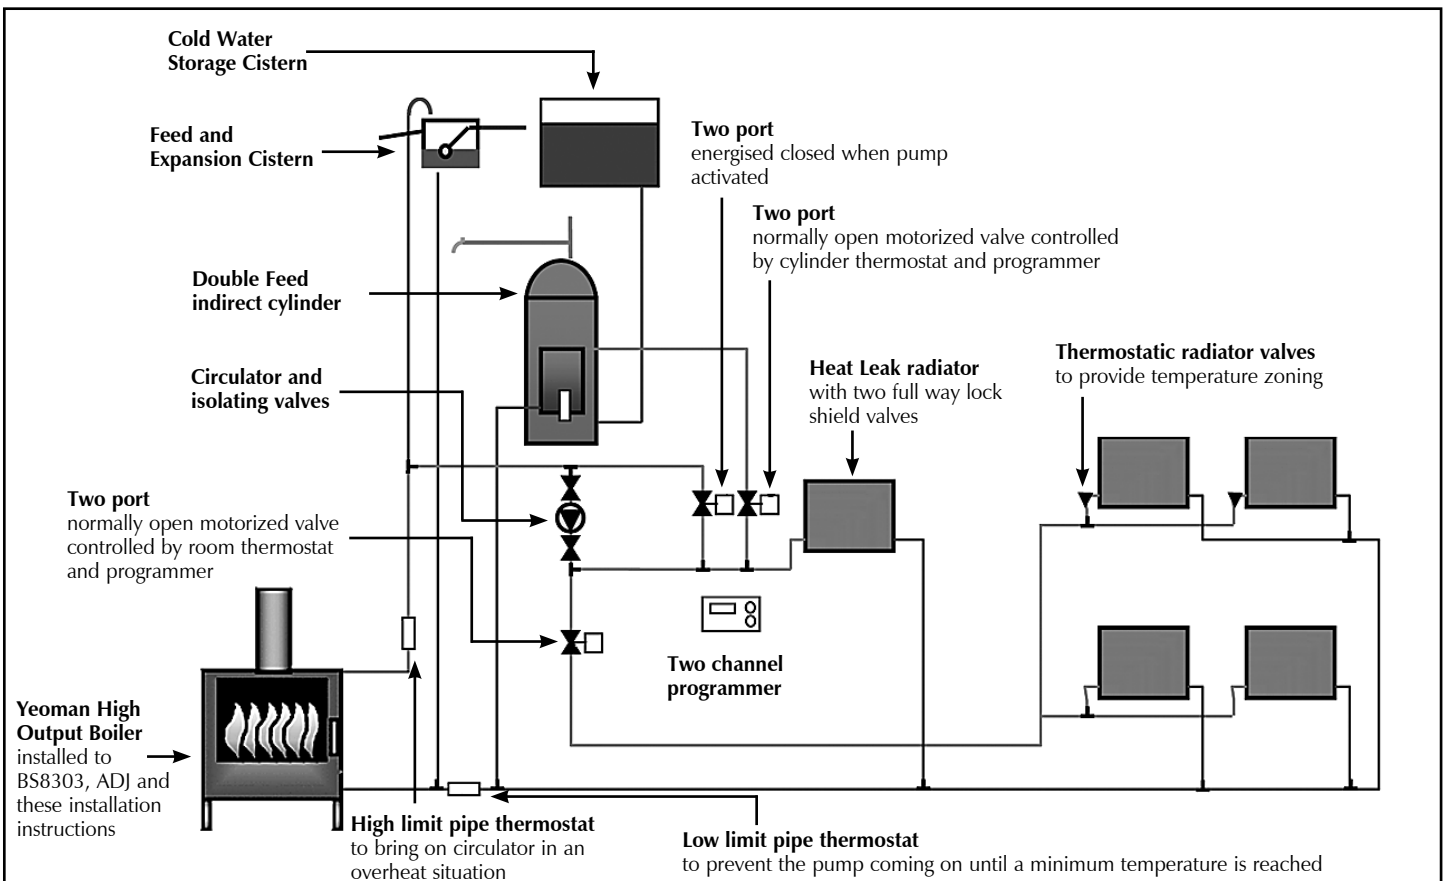 Cold Water
Storage Cistern
Feed and
Expansion Cistern
Two port
energised closed when pump
activated
Two port
normally open motorized valve controlled
by cylinder thermostat and programmer
Double Feed
indirect cylinder
Circulator and
isolating valves
Heat Leak radiator
with two full way lock
shield valves
Thermostatic radiator valves
to provide temperature zoning
Two port
normally open motorized valve
controlled by room thermostat
and programmer
Two channel
programmer
Yeoman High
Output Boiler
installed to
BS8303, ADJ and
these installation
instructions
High limit pipe thermostat
to bring on circulator in an
overheat situation
Low limit pipe thermostat
to prevent the pump coming on until a minimum temperature is reached